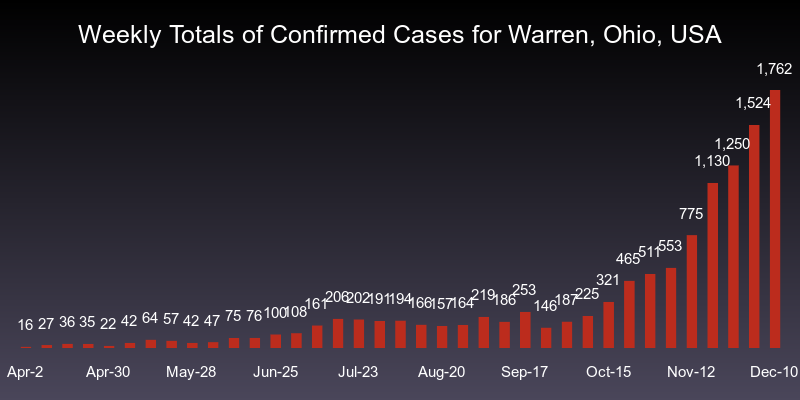 Weekly Totals of Confirmed Cases for Warren, Ohio, USA
16 27 36 35 22 42 64 57 42 47 75 76 100 108 161 206 202 191 194 166 157 164 219 186 253 146 187 225 321 465 511 553 775 1,130 1,250 1,524 1,762
Apr-2 Apr-30 May-28 Jun-25 Jul-23 Aug-20 Sep-17 Oct-15 Nov-12 Dec-10